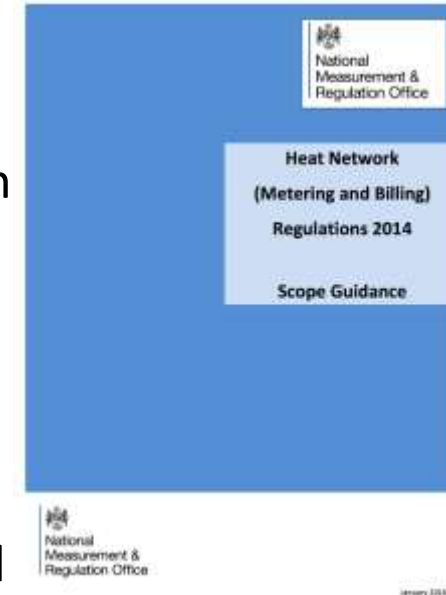 National
Measurement &
Regulation Office
Heat Network
(Metering and Billing)
Regulations 2014
Scope Guidance
National
Measurement &
Regulation Office